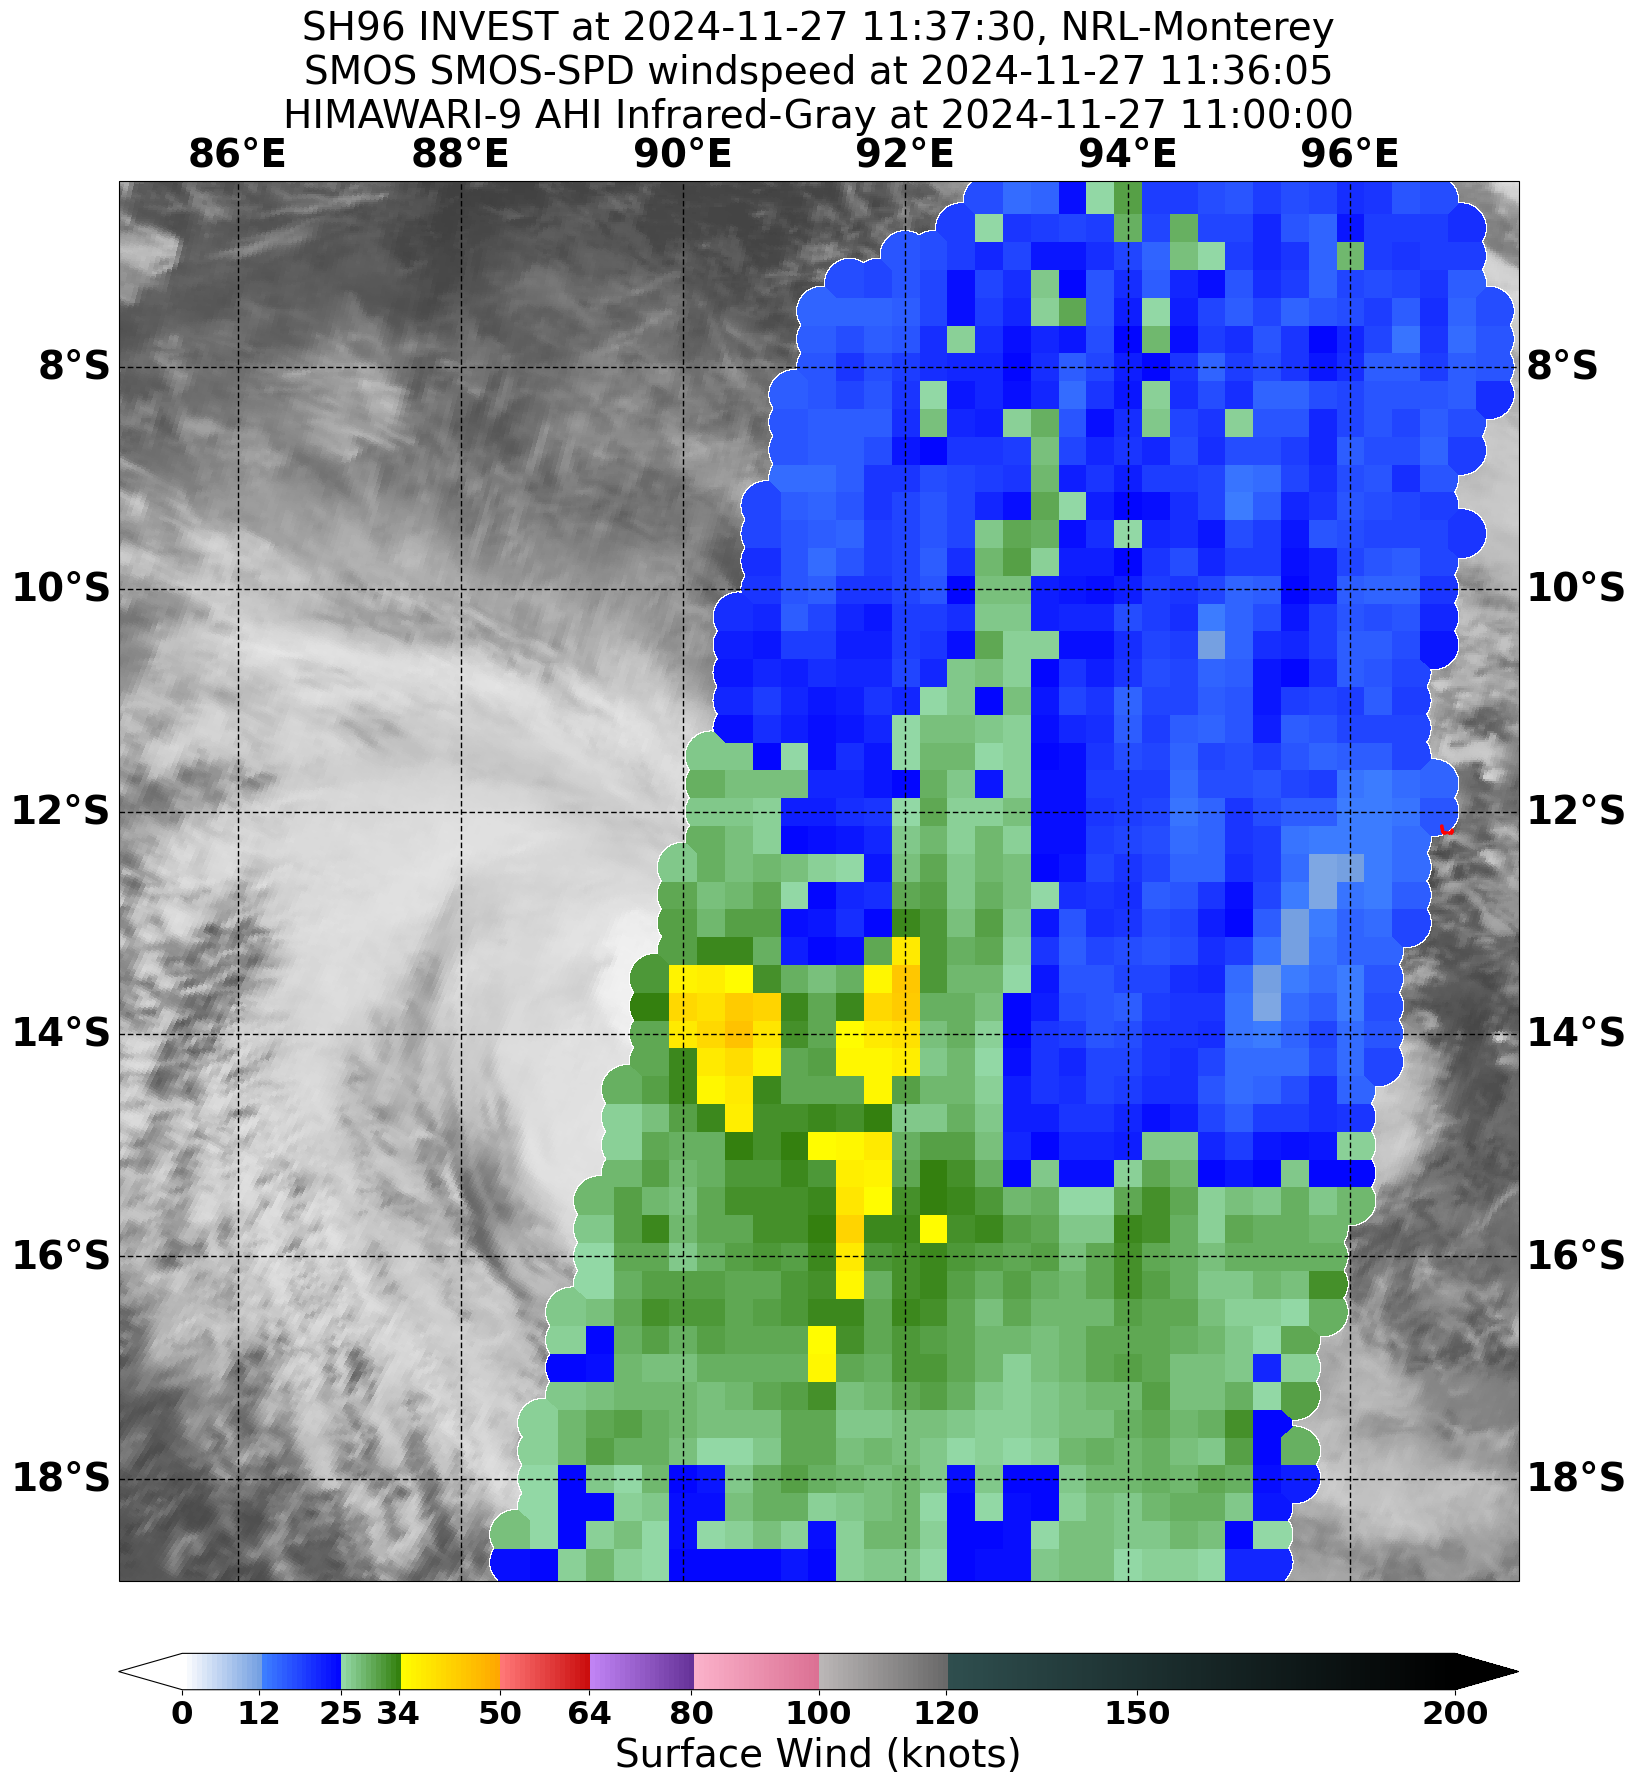 SH96 INVEST at 2024-11-27 11:37:30, NRL-Monterey
SMOS SMOS-SPD windspeed at 2024-11-27 11:36:05
HIMAWARI-9 AHI Infrared-Gray at 2024-11-27 11:00:00
86°E 88°E 90°E 92°E 94°E 96°E
8°S 8°S
10°S 10°S
12°S 12°S
14°S 14°S
16°S 16°S
18°S 18°S
0 12 25 34 50 64 80 100 120 150 200
Surface Wind (knots)